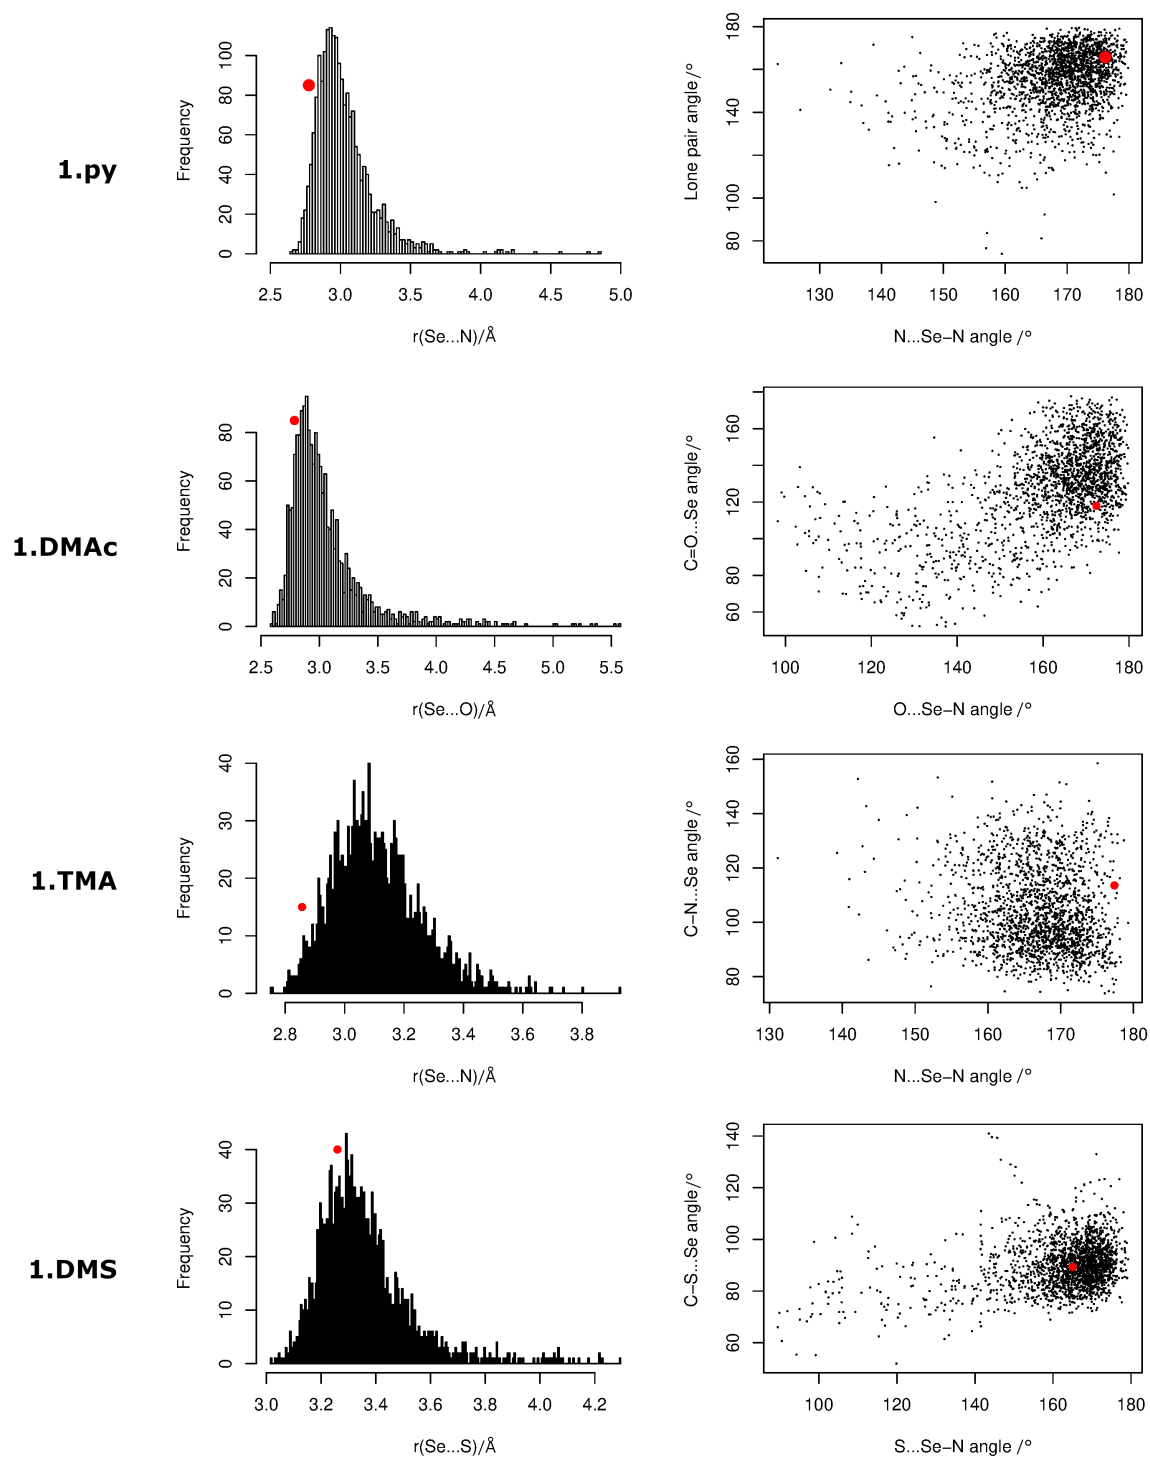 1.py
Frequency
0 20 40 60 80 100
2.5 3.0 3.5 4.0 4.5 5.0
r(Se...N)/Å
Lone pair angle /°
80 100 140 180
130 140 150 160 170 180
N...Se−N angle /°
1.DMAc
Frequency
0 20 40 60 80
2.5 3.0 3.5 4.0 4.5 5.0 5.5
r(Se...O)/Å
C=O...Se angle /°
60 80 120 160
100 120 140 160 180
O...Se−N angle /°
1.TMA
Frequency
0 10 20 30 40
2.8 3.0 3.2 3.4 3.6 3.8
r(Se...N)/Å
C−N...Se angle /°
80 100 120 140 160
130 140 150 160 170 180
N...Se−N angle /°
1.DMS
Frequency
0 10 20 30 40
3.0 3.2 3.4 3.6 3.8 4.0 4.2
r(Se...S)/Å
C−S...Se angle /°
60 80 100 120 140
100 120 140 160 180
S...Se−N angle /°